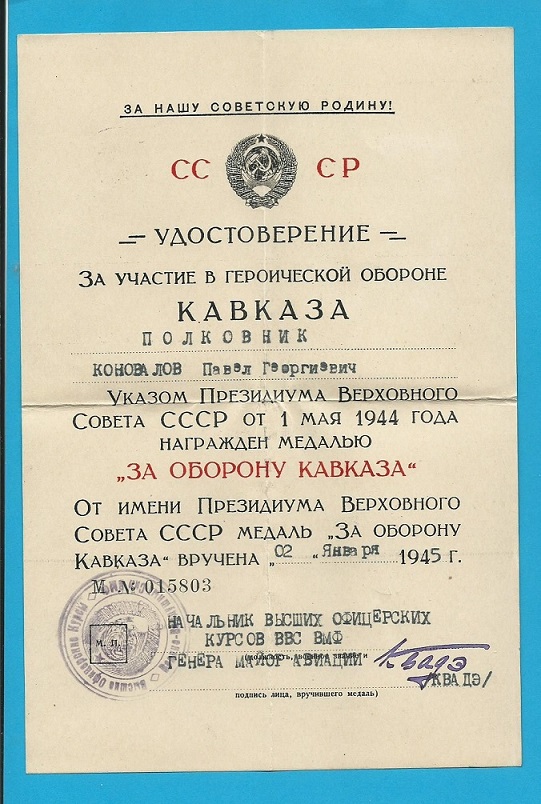 ЗА НАШУ СОВЕТСКУЮ РОДИНУ!
СС СР
УДОСТОВЕРЕНИЕ
ЗА УЧАСТИЕ В ГЕРОИЧЕСКОЙ ОБОРОНЕ
КАВКАЗА
ПОЛКОВНИК
КОНОВАЛОВ Павел Георгиевич
УКАЗОМ ПРЕЗИДИУМА ВЕРХОВНОГО
СОВЕТА СССР ОТ 1 МАЯ 1944 ГОДА
НАГРАЖДЕН МЕДАЛЬЮ
„ЗА ОБОРОНУ КАВКАЗА“
ОТ ИМЕНИ ПРЕЗИДИУМА ВЕРХОВНОГО
СОВЕТА СССР МЕДАЛЬ „ЗА ОБОРОНУ
КАВКАЗА“ ВРУЧЕНА „02 “Января 1945 г.
М № 015803
НАЧАЛЬНИК ВЫСШИХ ОФИЦЕРСКИХ
КУРСОВ ВВС ВМФ
М. П.
ГЕНЕРА МАЙОР АВИАЦИИ
/КВАДЭ/
подпись лица, вручившего медаль)